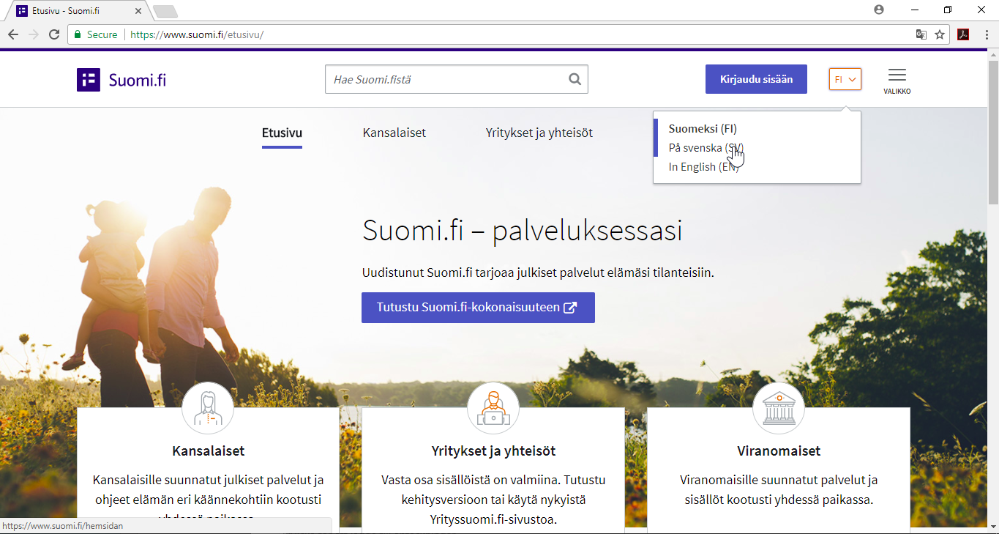 Etusivu - Suomi.fi
Secure
https://www.suomi.fi/etusivu/
Suomi.fi
Hae Suomi.fistä
Kirjaudu sisään
FI
VALIKKO
Etusivu
Kansalaiset
Yritykset ja yhteisöt
Suomeksi (FI)
På svenska (SV)
In English (EN)
Suomi.fi – palveluksessasi
Uudistunut Suomi.fi tarjoaa julkiset palvelut elämäsi tilanteisiin.
Tutustu Suomi.fi-kokonaisuuteen
Kansalaiset
Kansalaisille suunnatut julkiset palvelut ja
ohjeet elämän eri käännekohtiin kootusti
yhdessä paikassa.
Yritykset ja yhteisöt
Vasta osa sisällöistä on valmiina. Tutustu
kehitysversioon tai käytä nykyistä
Yrityssuomi.fi-sivustoa.
Viranomaiset
Viranomaisille suunnatut palvelut ja
sisällöt kootusti yhdessä paikassa.
https://www.suomi.fi/hemsidan